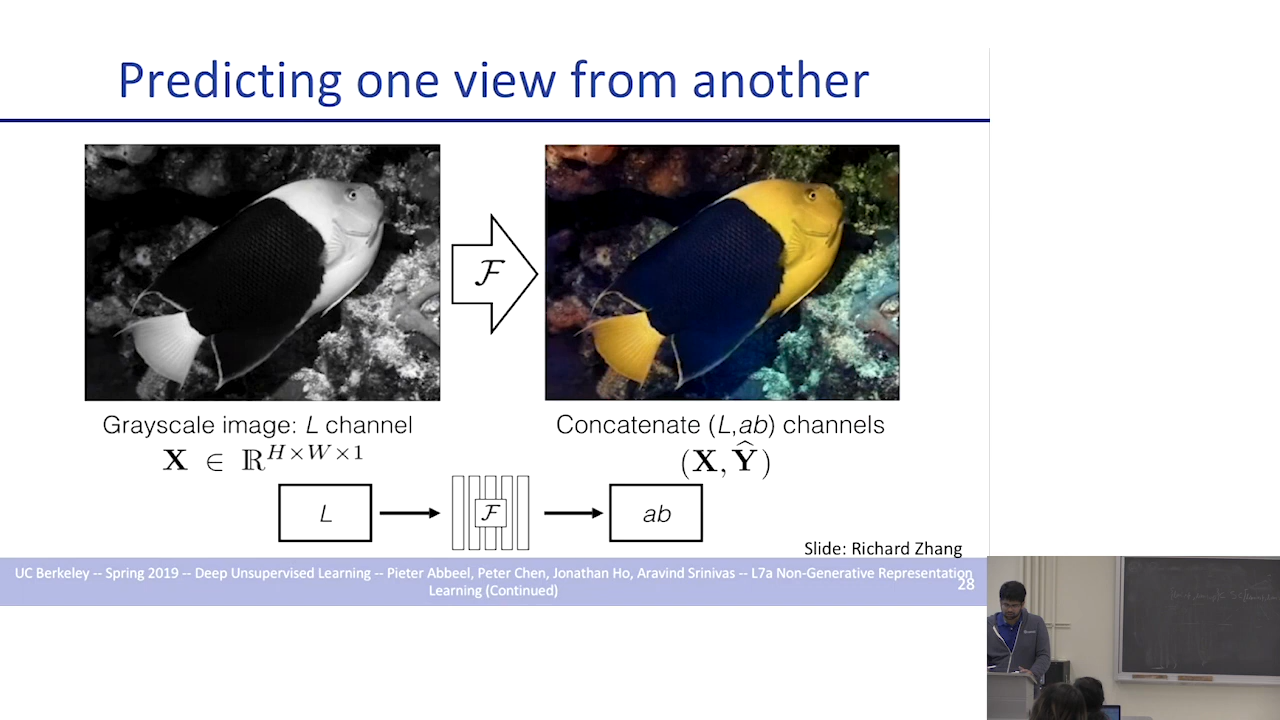 Predicting one view from another
ℱ
Grayscale image: L channel
Concatenate (L,ab) channels
X ∈ ℝ^{H×W×1}
(X, Ŷ)
L
ℱ
ab
Slide: Richard Zhang
UC Berkeley -- Spring 2019 -- Deep Unsupervised Learning -- Pieter Abbeel, Peter Chen, Jonathan Ho, Aravind Srinivas -- L7a Non-Generative Representation
Learning (Continued)
28